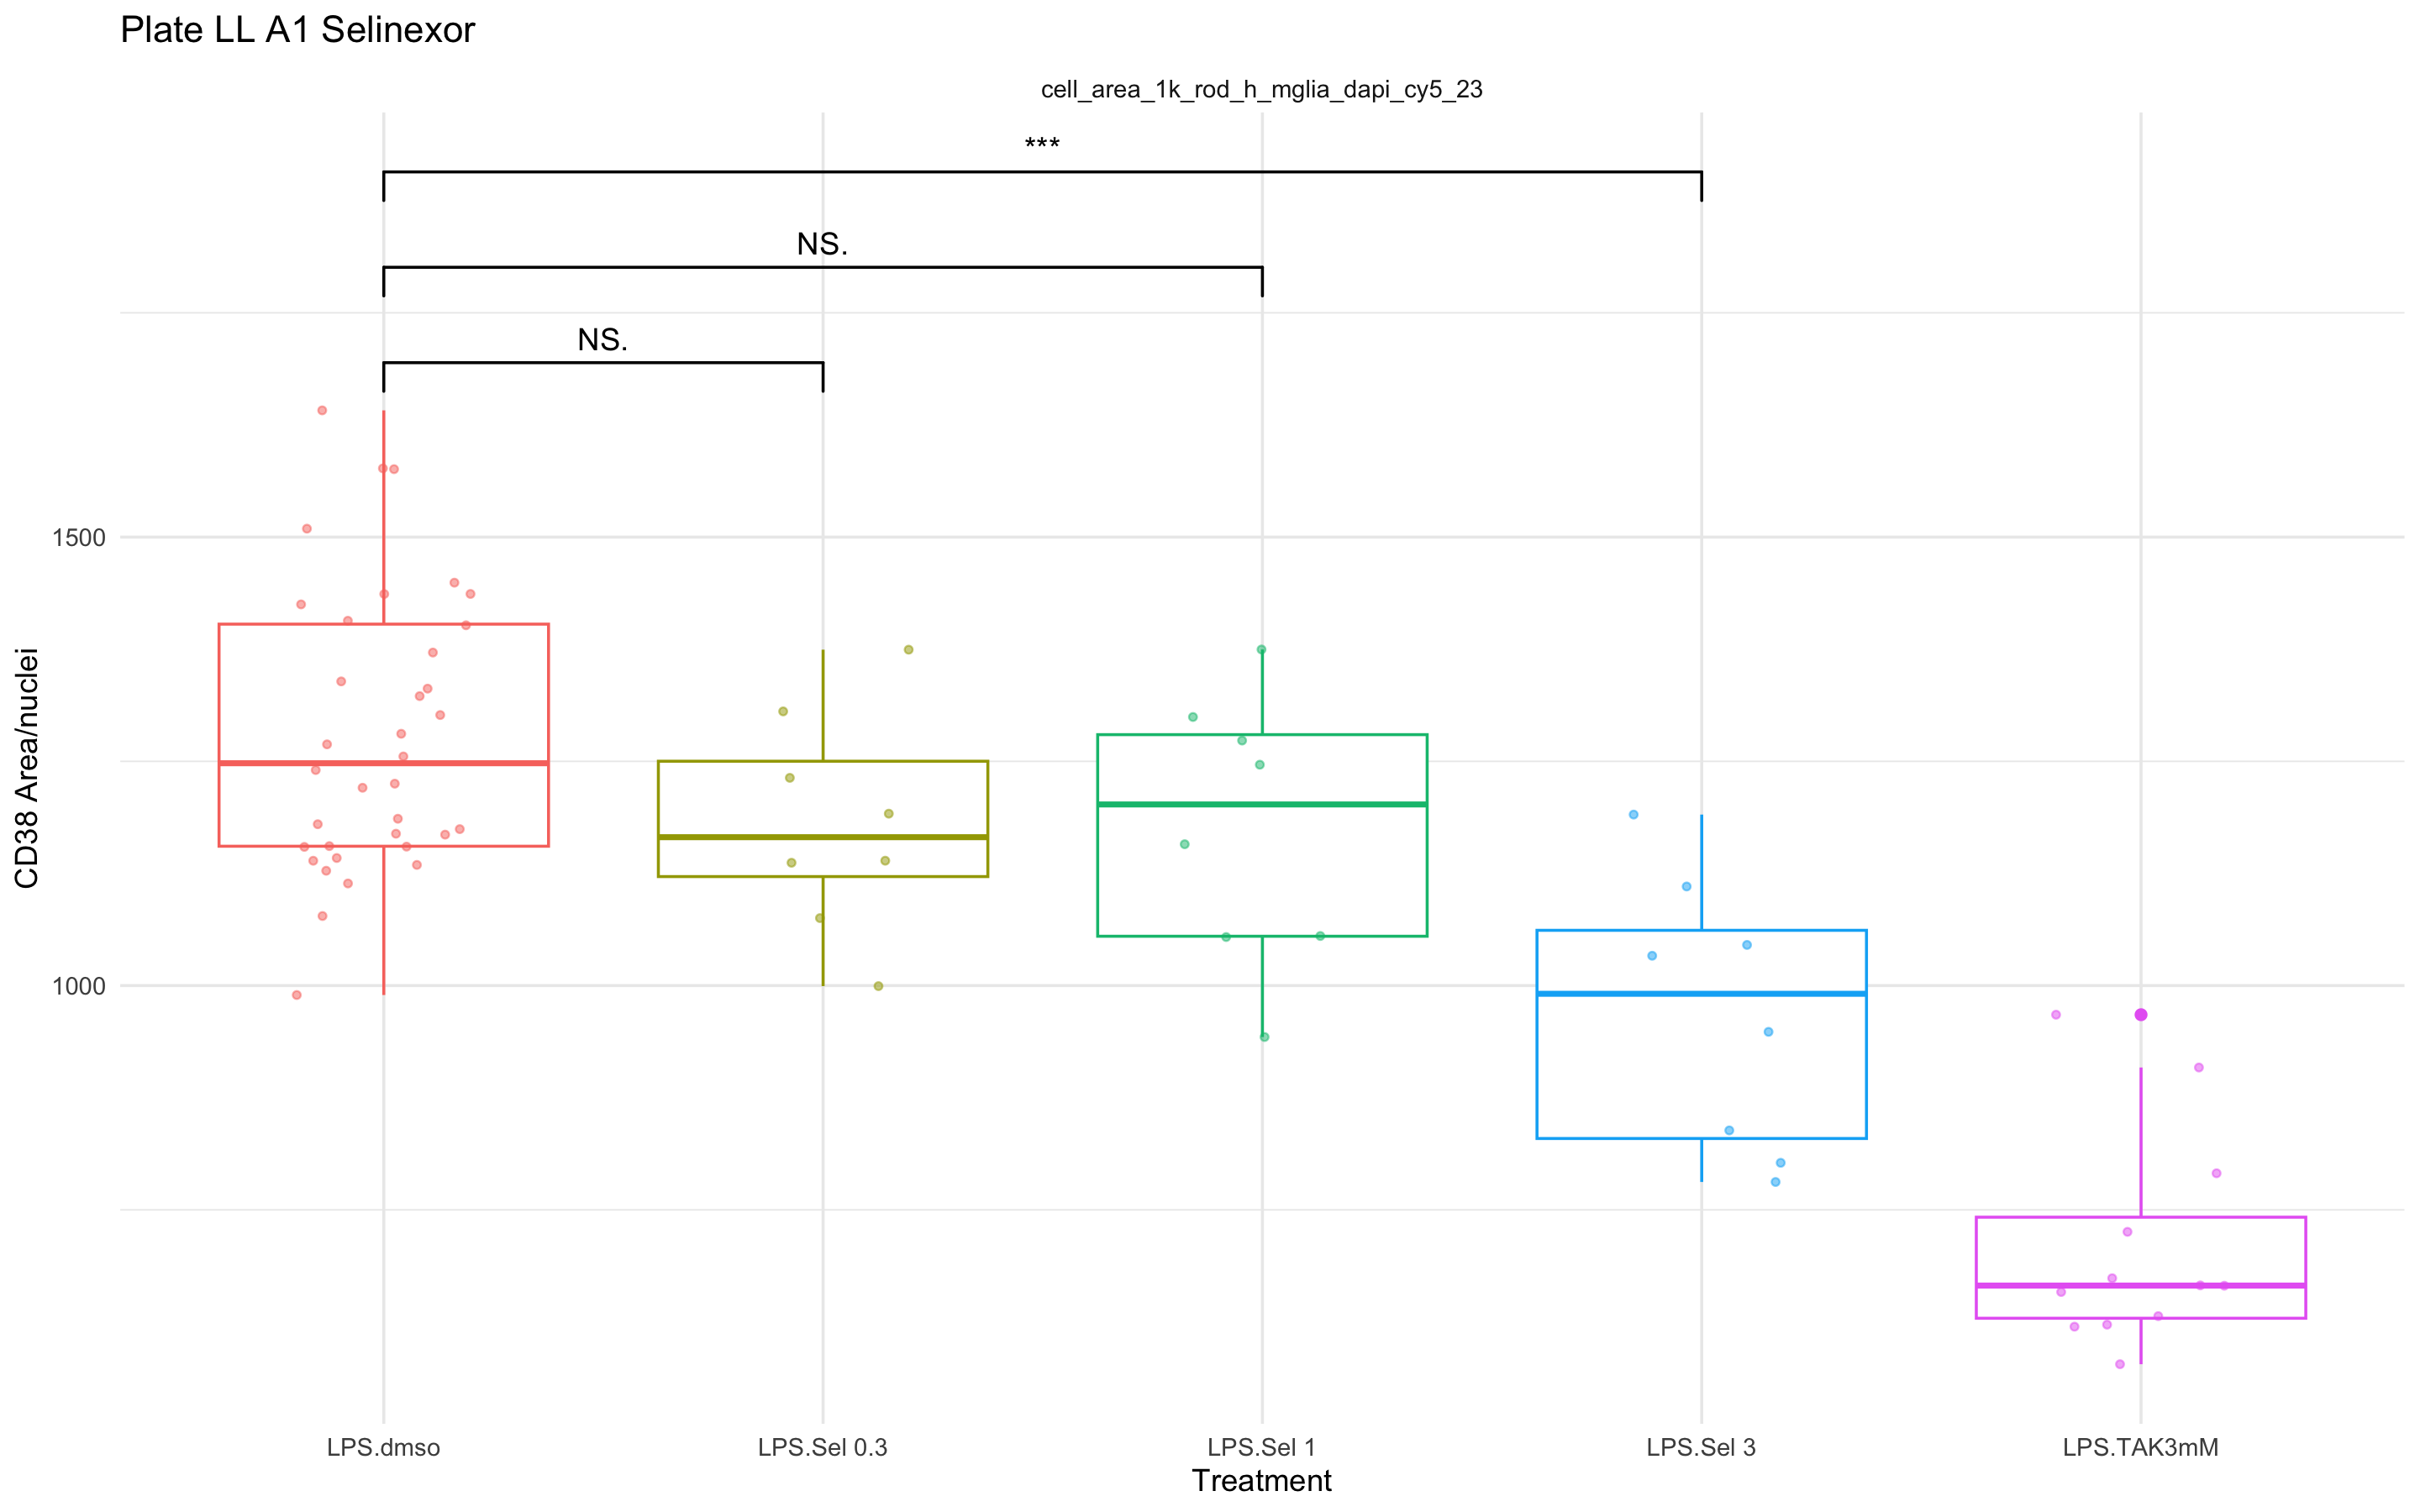 Plate LL A1 Selinexor
cell_area_1k_rod_h_mglia_dapi_cy5_23
***
NS.
NS.
1500
1000
CD38 Area/nuclei
LPS.dmso
LPS.Sel 0.3
LPS.Sel 1
LPS.Sel 3
LPS.TAK3mM
Treatment